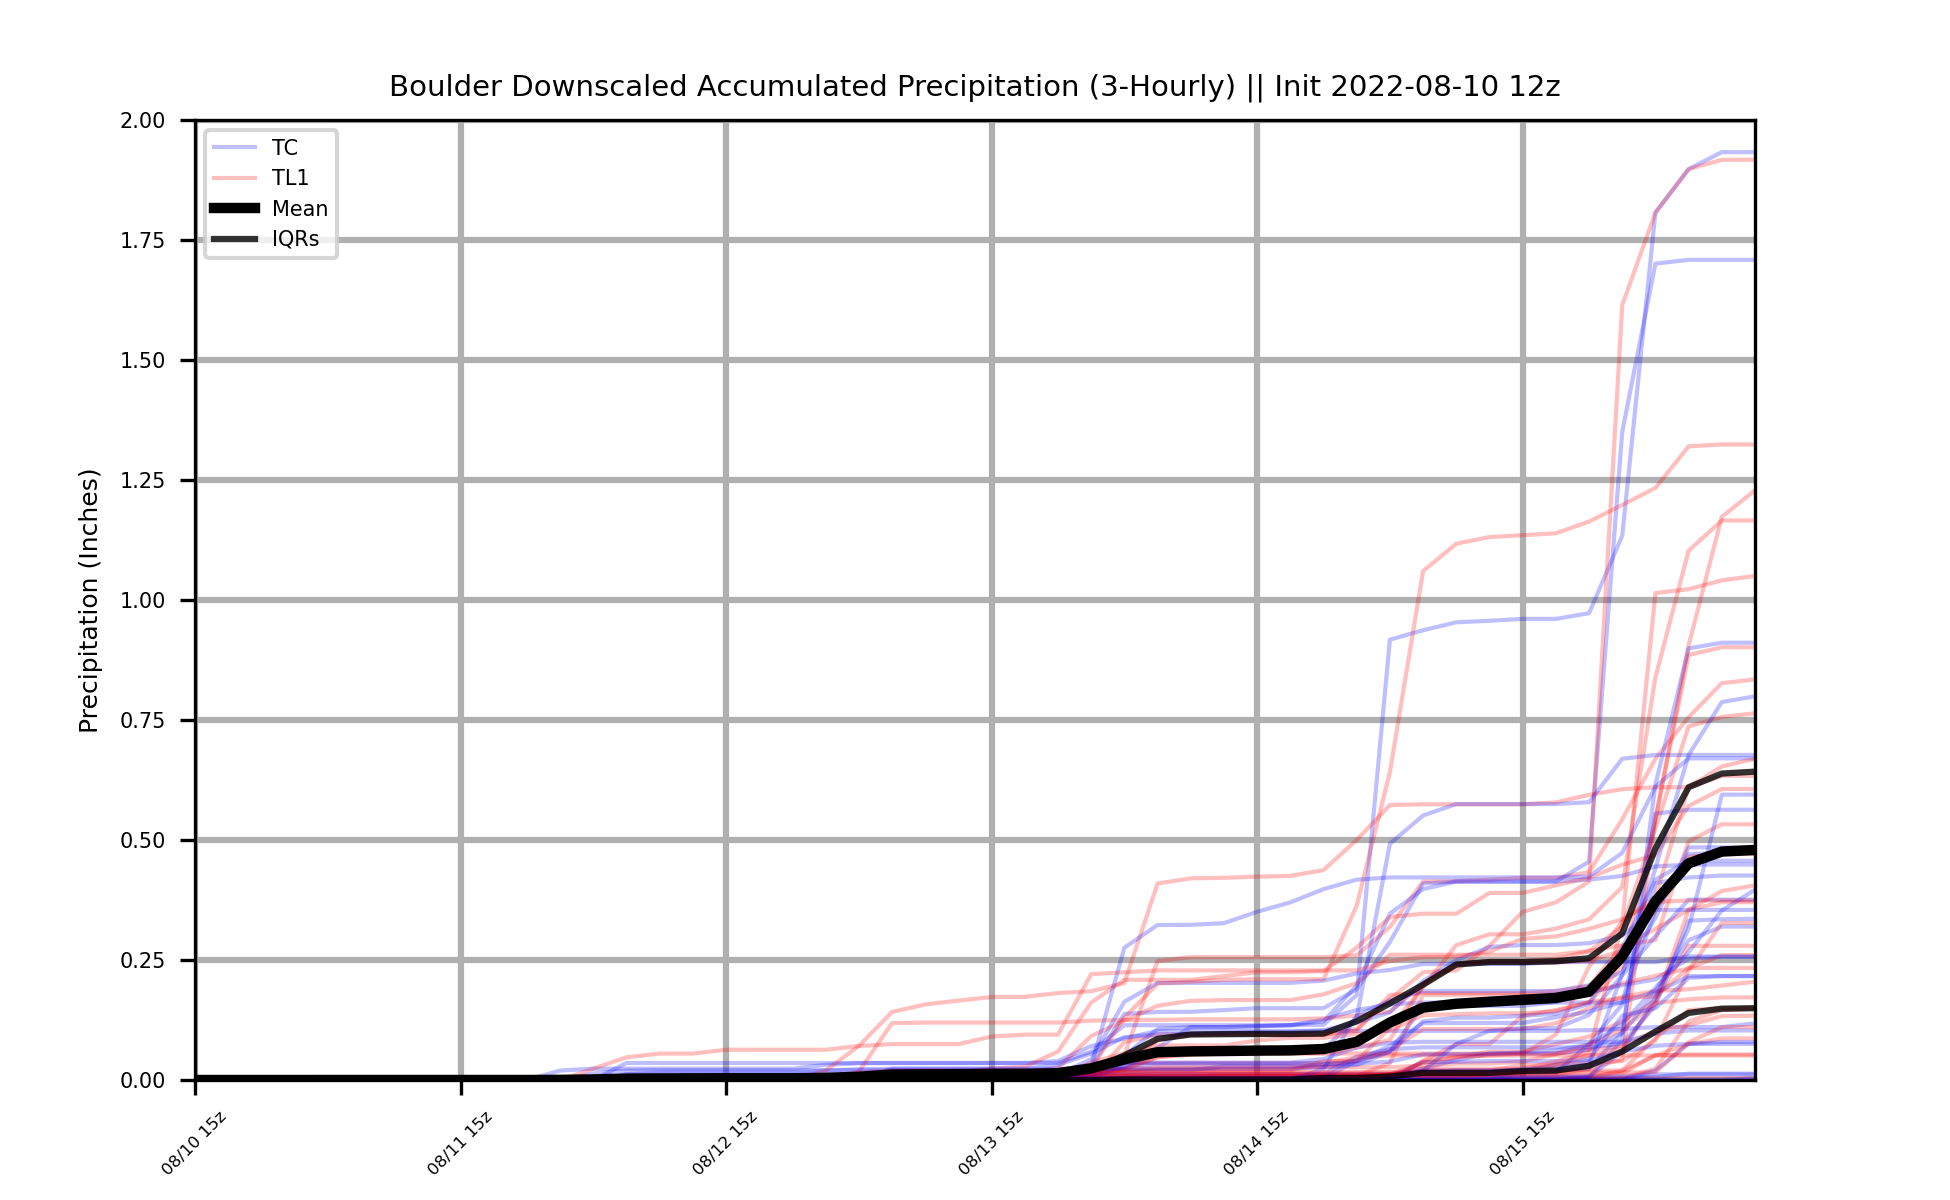 Boulder Downscaled Accumulated Precipitation (3-Hourly) || Init 2022-08-10 12z
2.00
1.75
1.50
1.25
1.00
0.75
0.50
0.25
0.00
Precipitation (Inches)
TC
TL1
Mean
IQRs
08/10 15z
08/11 15z
08/12 15z
08/13 15z
08/14 15z
08/15 15z